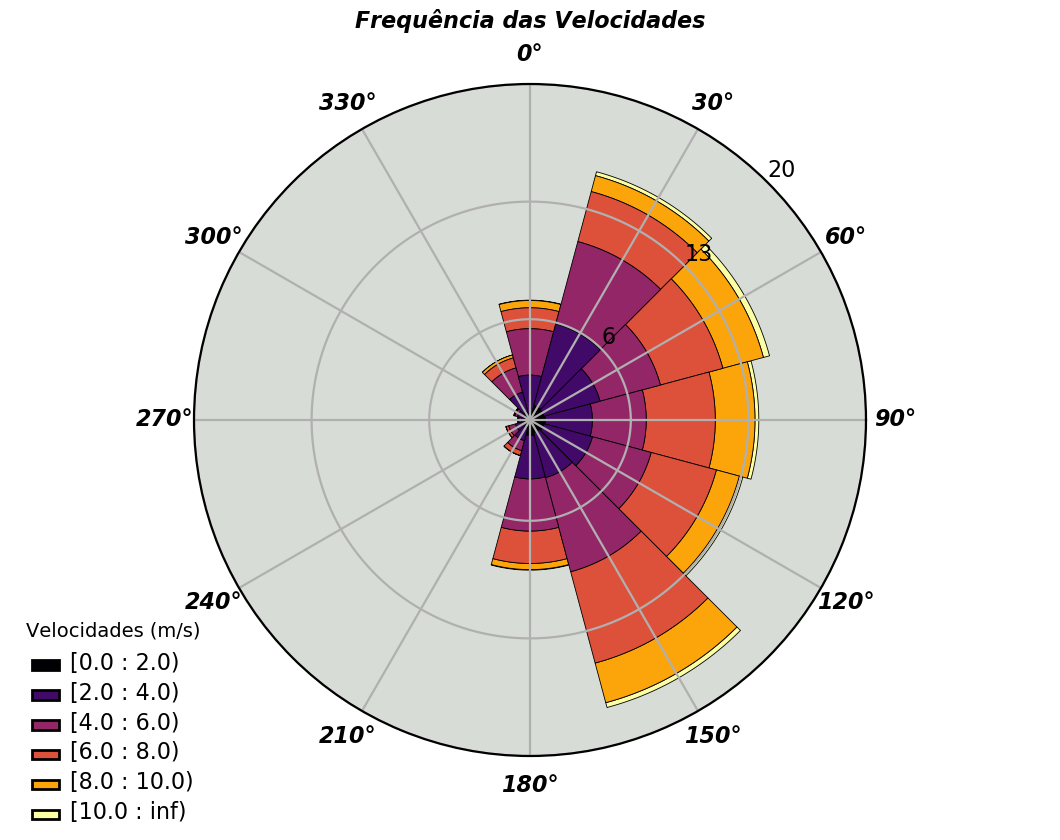 Frequência das Velocidades
0°
330°
30°
20
300°
60°
13
6
270°
90°
240°
120°
210°
150°
180°
Velocidades (m/s)
[0.0 : 2.0)
[2.0 : 4.0)
[4.0 : 6.0)
[6.0 : 8.0)
[8.0 : 10.0)
[10.0 : inf)